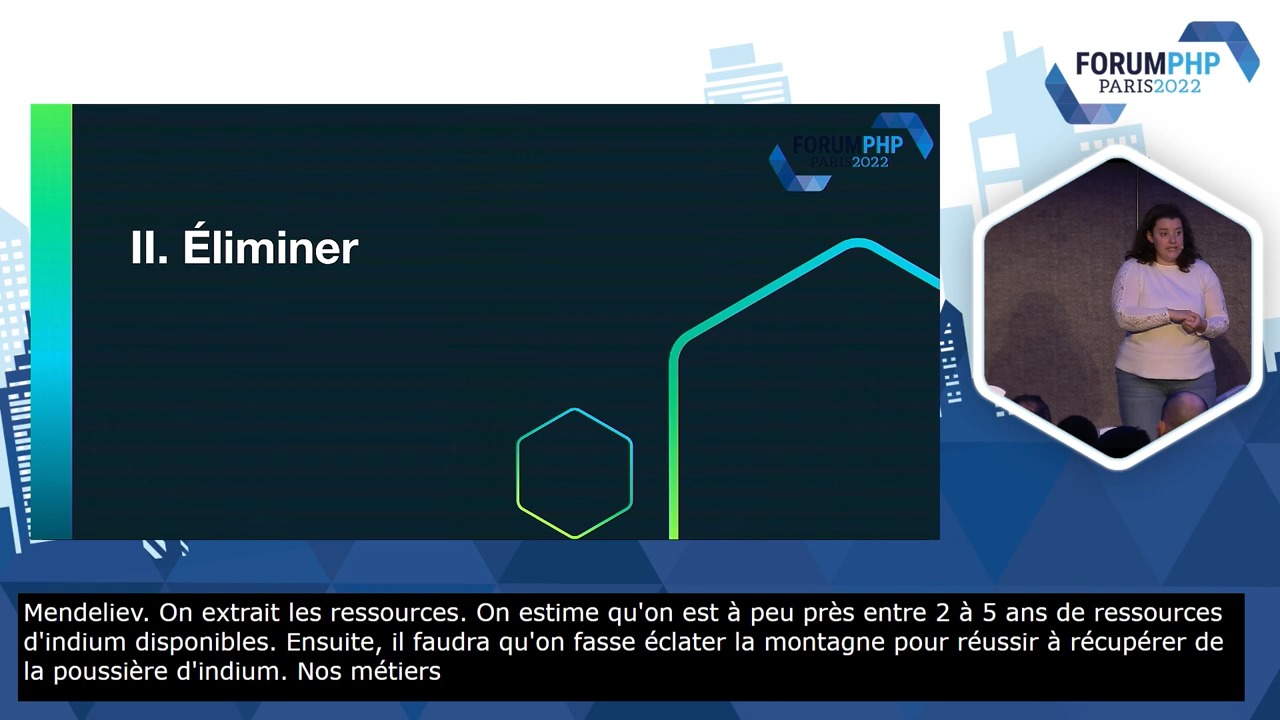 FORUMPHP
PARIS2022
FORUMPHP
PARIS2022
II. Éliminer
Mendeliev. On extrait les ressources. On estime qu'on est à peu près entre 2 à 5 ans de ressources
d'indium disponibles. Ensuite, il faudra qu'on fasse éclater la montagne pour réussir à récupérer de
la poussière d'indium. Nos métiers